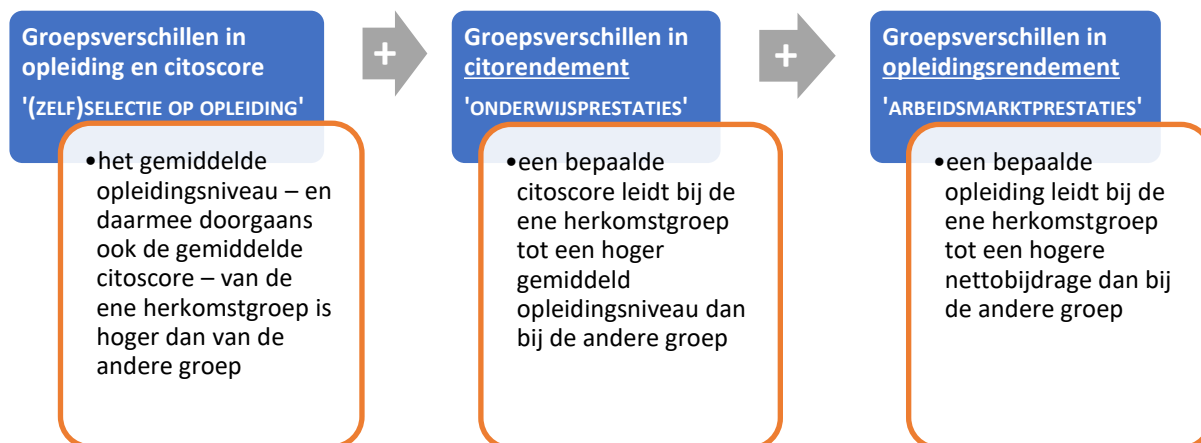 Groepsverschillen in
opleiding en citoscore
'(ZELF)SELECTIE OP OPLEIDING'
•het gemiddelde
opleidingsniveau – en
daarmee doorgaans
ook de gemiddelde
citoscore – van de
ene herkomstgroep is
hoger dan van de
andere groep
+
Groepsverschillen in
citorendement
'ONDERWIJSPRESTATIES'
•een bepaalde
citoscore leidt bij de
ene herkomstgroep
tot een hoger
gemiddeld
opleidingsniveau dan
bij de andere groep
+
Groepsverschillen in
opleidingsrendement
'ARBEIDSMARKTPRESTATIES'
•een bepaalde
opleiding leidt bij de
ene herkomstgroep
tot een hogere
nettobijdrage dan bij
de andere groep